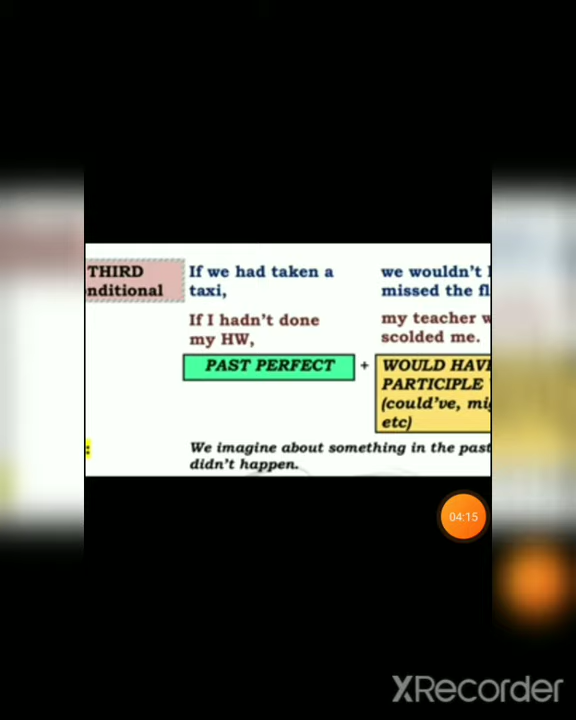 THIRD
nditional
If we had taken a
taxi,
we wouldn't
missed the
If I hadn't done
my HW,
my teacher
scolded me.
PAST PERFECT
+
WOULD HAV
PARTICIPLE
(could've,
etc)
:
We imagine about something in the past
didn't happen.
04:15
XRecorder